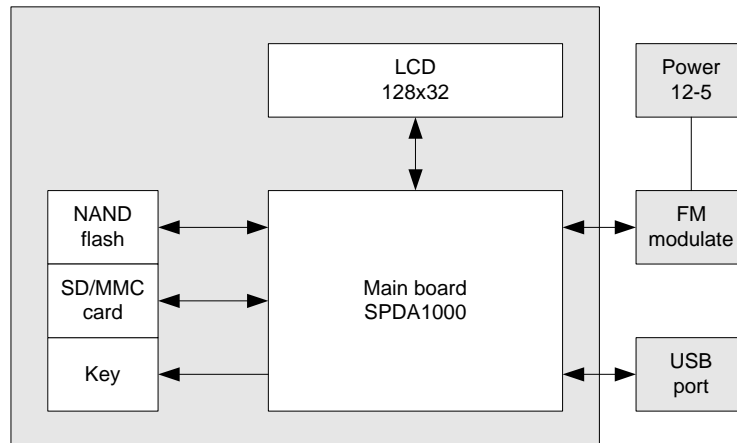 LCD
128x32
Power
12-5
NAND
flash
FM
modulate
SD/MMC
card
Main board
SPDA1000
Key
USB
port